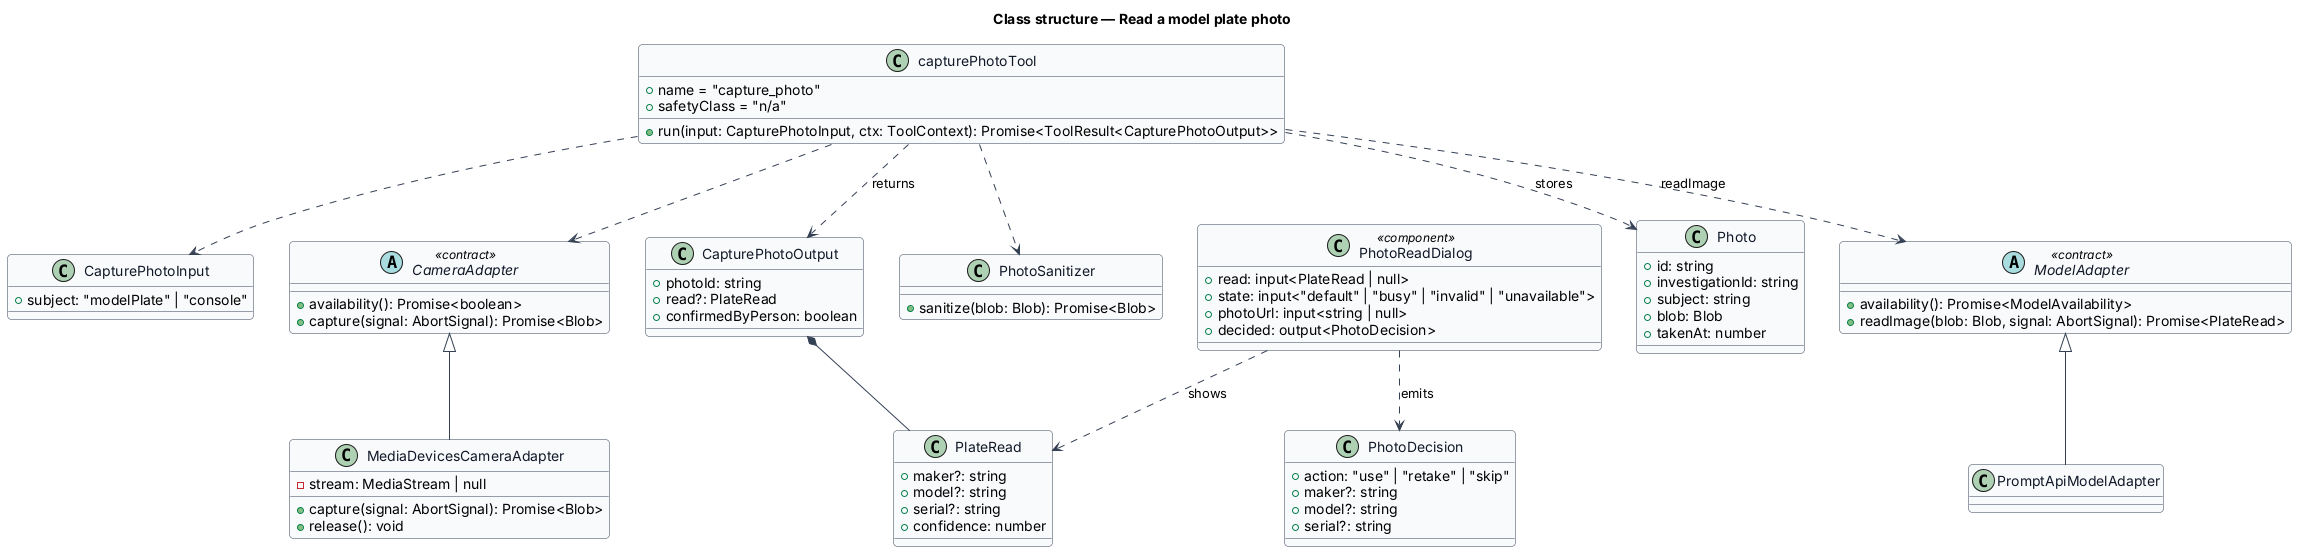 Class structure — Read a model plate photo
C capturePhotoTool
name = "capture_photo"
safetyClass = "n/a"
run(input: CapturePhotoInput, ctx: ToolContext): Promise<ToolResult<CapturePhotoOutput>>
returns
stores
readImage
C CapturePhotoInput
subject: "modelPlate" | "console"
A «contract»
CameraAdapter
availability(): Promise<boolean>
capture(signal: AbortSignal): Promise<Blob>
C CapturePhotoOutput
photoId: string
read?: PlateRead
confirmedByPerson: boolean
C PhotoSanitizer
sanitize(blob: Blob): Promise<Blob>
C «component»
PhotoReadDialog
read: input<PlateRead | null>
state: input<"default" | "busy" | "invalid" | "unavailable">
photoUrl: input<string | null>
decided: output<PhotoDecision>
C Photo
id: string
investigationId: string
subject: string
blob: Blob
takenAt: number
A «contract»
ModelAdapter
availability(): Promise<ModelAvailability>
readImage(blob: Blob, signal: AbortSignal): Promise<PlateRead>
shows
emits
C MediaDevicesCameraAdapter
stream: MediaStream | null
capture(signal: AbortSignal): Promise<Blob>
release(): void
C PlateRead
maker?: string
model?: string
serial?: string
confidence: number
C PhotoDecision
action: "use" | "retake" | "skip"
maker?: string
model?: string
serial?: string
C PromptApiModelAdapter